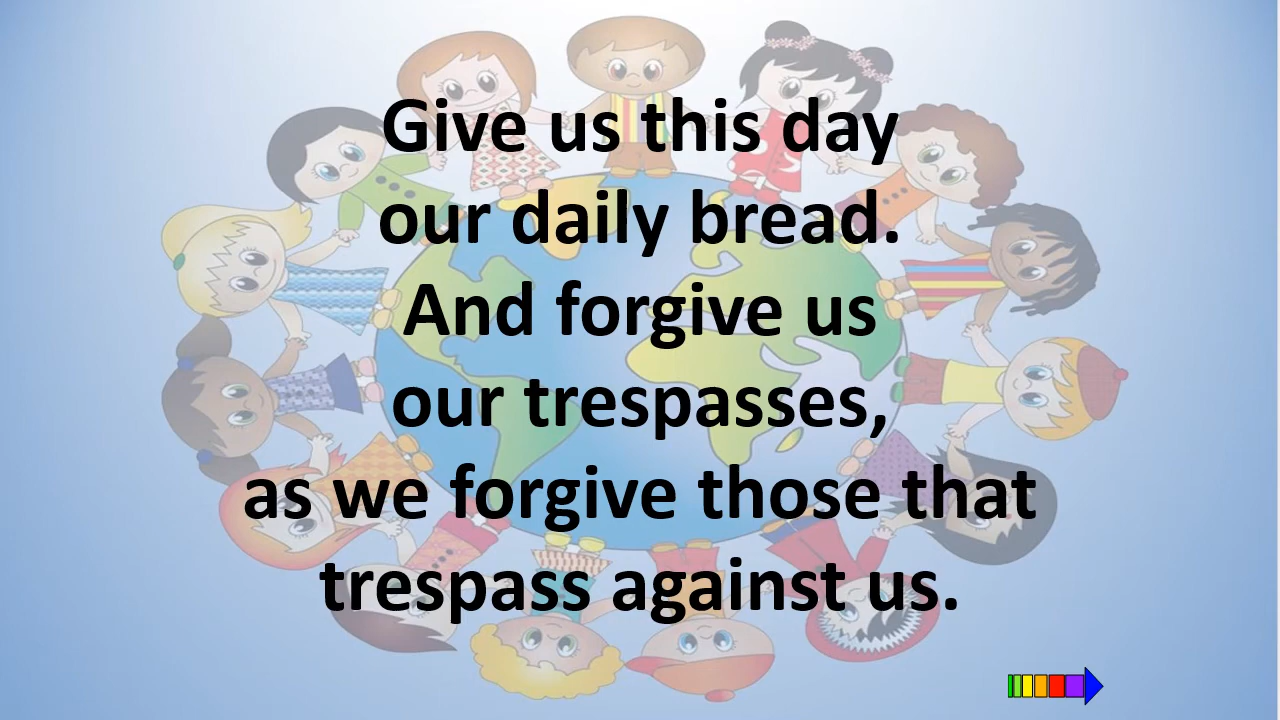 Give us this day
our daily bread.
And forgive us
our trespasses,
as we forgive those that
trespass against us.